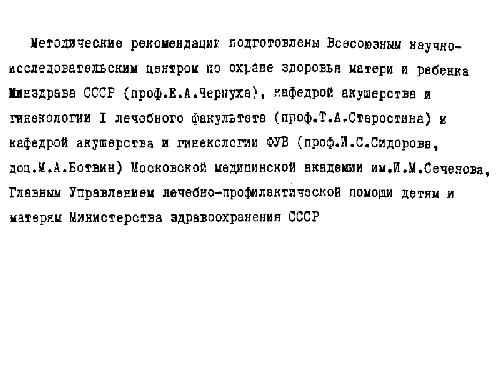 Методические рекомендации подготовлены Всесоюзным научно-
исследовательским центром по охране здоровья матери и ребенка
Минздрава СССР (проф.Е.А.Чернуха), кафедрой акушерства и
гинекологии I лечебного факультета (проф.Т.А.Старостина) и
кафедрой акушерства и гинекологии ФУВ (проф.И.С.Сидорова,
доц.М.А.Ботвин) Московской медицинской академии им.И.М.Сеченова,
Главным Управлением лечебно-профилактической помощи детям и
матерям Министерства здравоохранения СССР